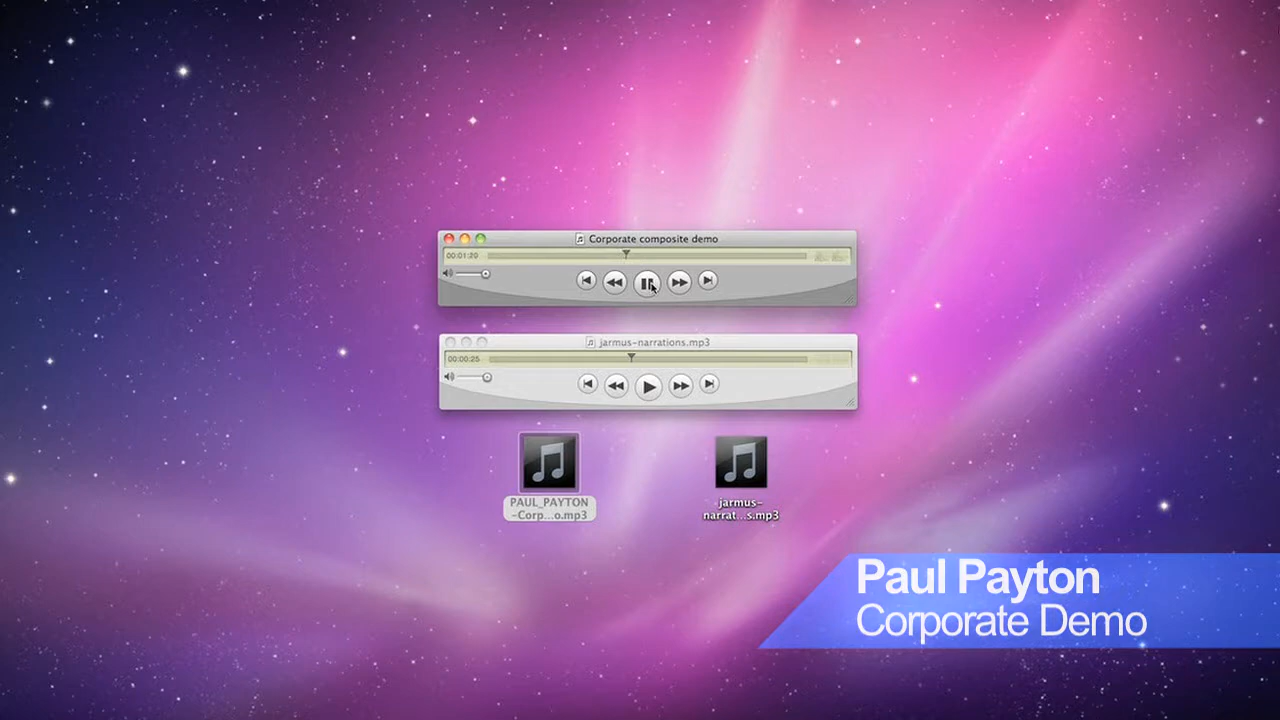 Corporate composite demo
00:01:20
jarmus-narrations.mp3
00:00:25
PAUL_PAYTON
-Corp...o.mp3
jarmus-
narrat...s.mp3
Paul Payton
Corporate Demo